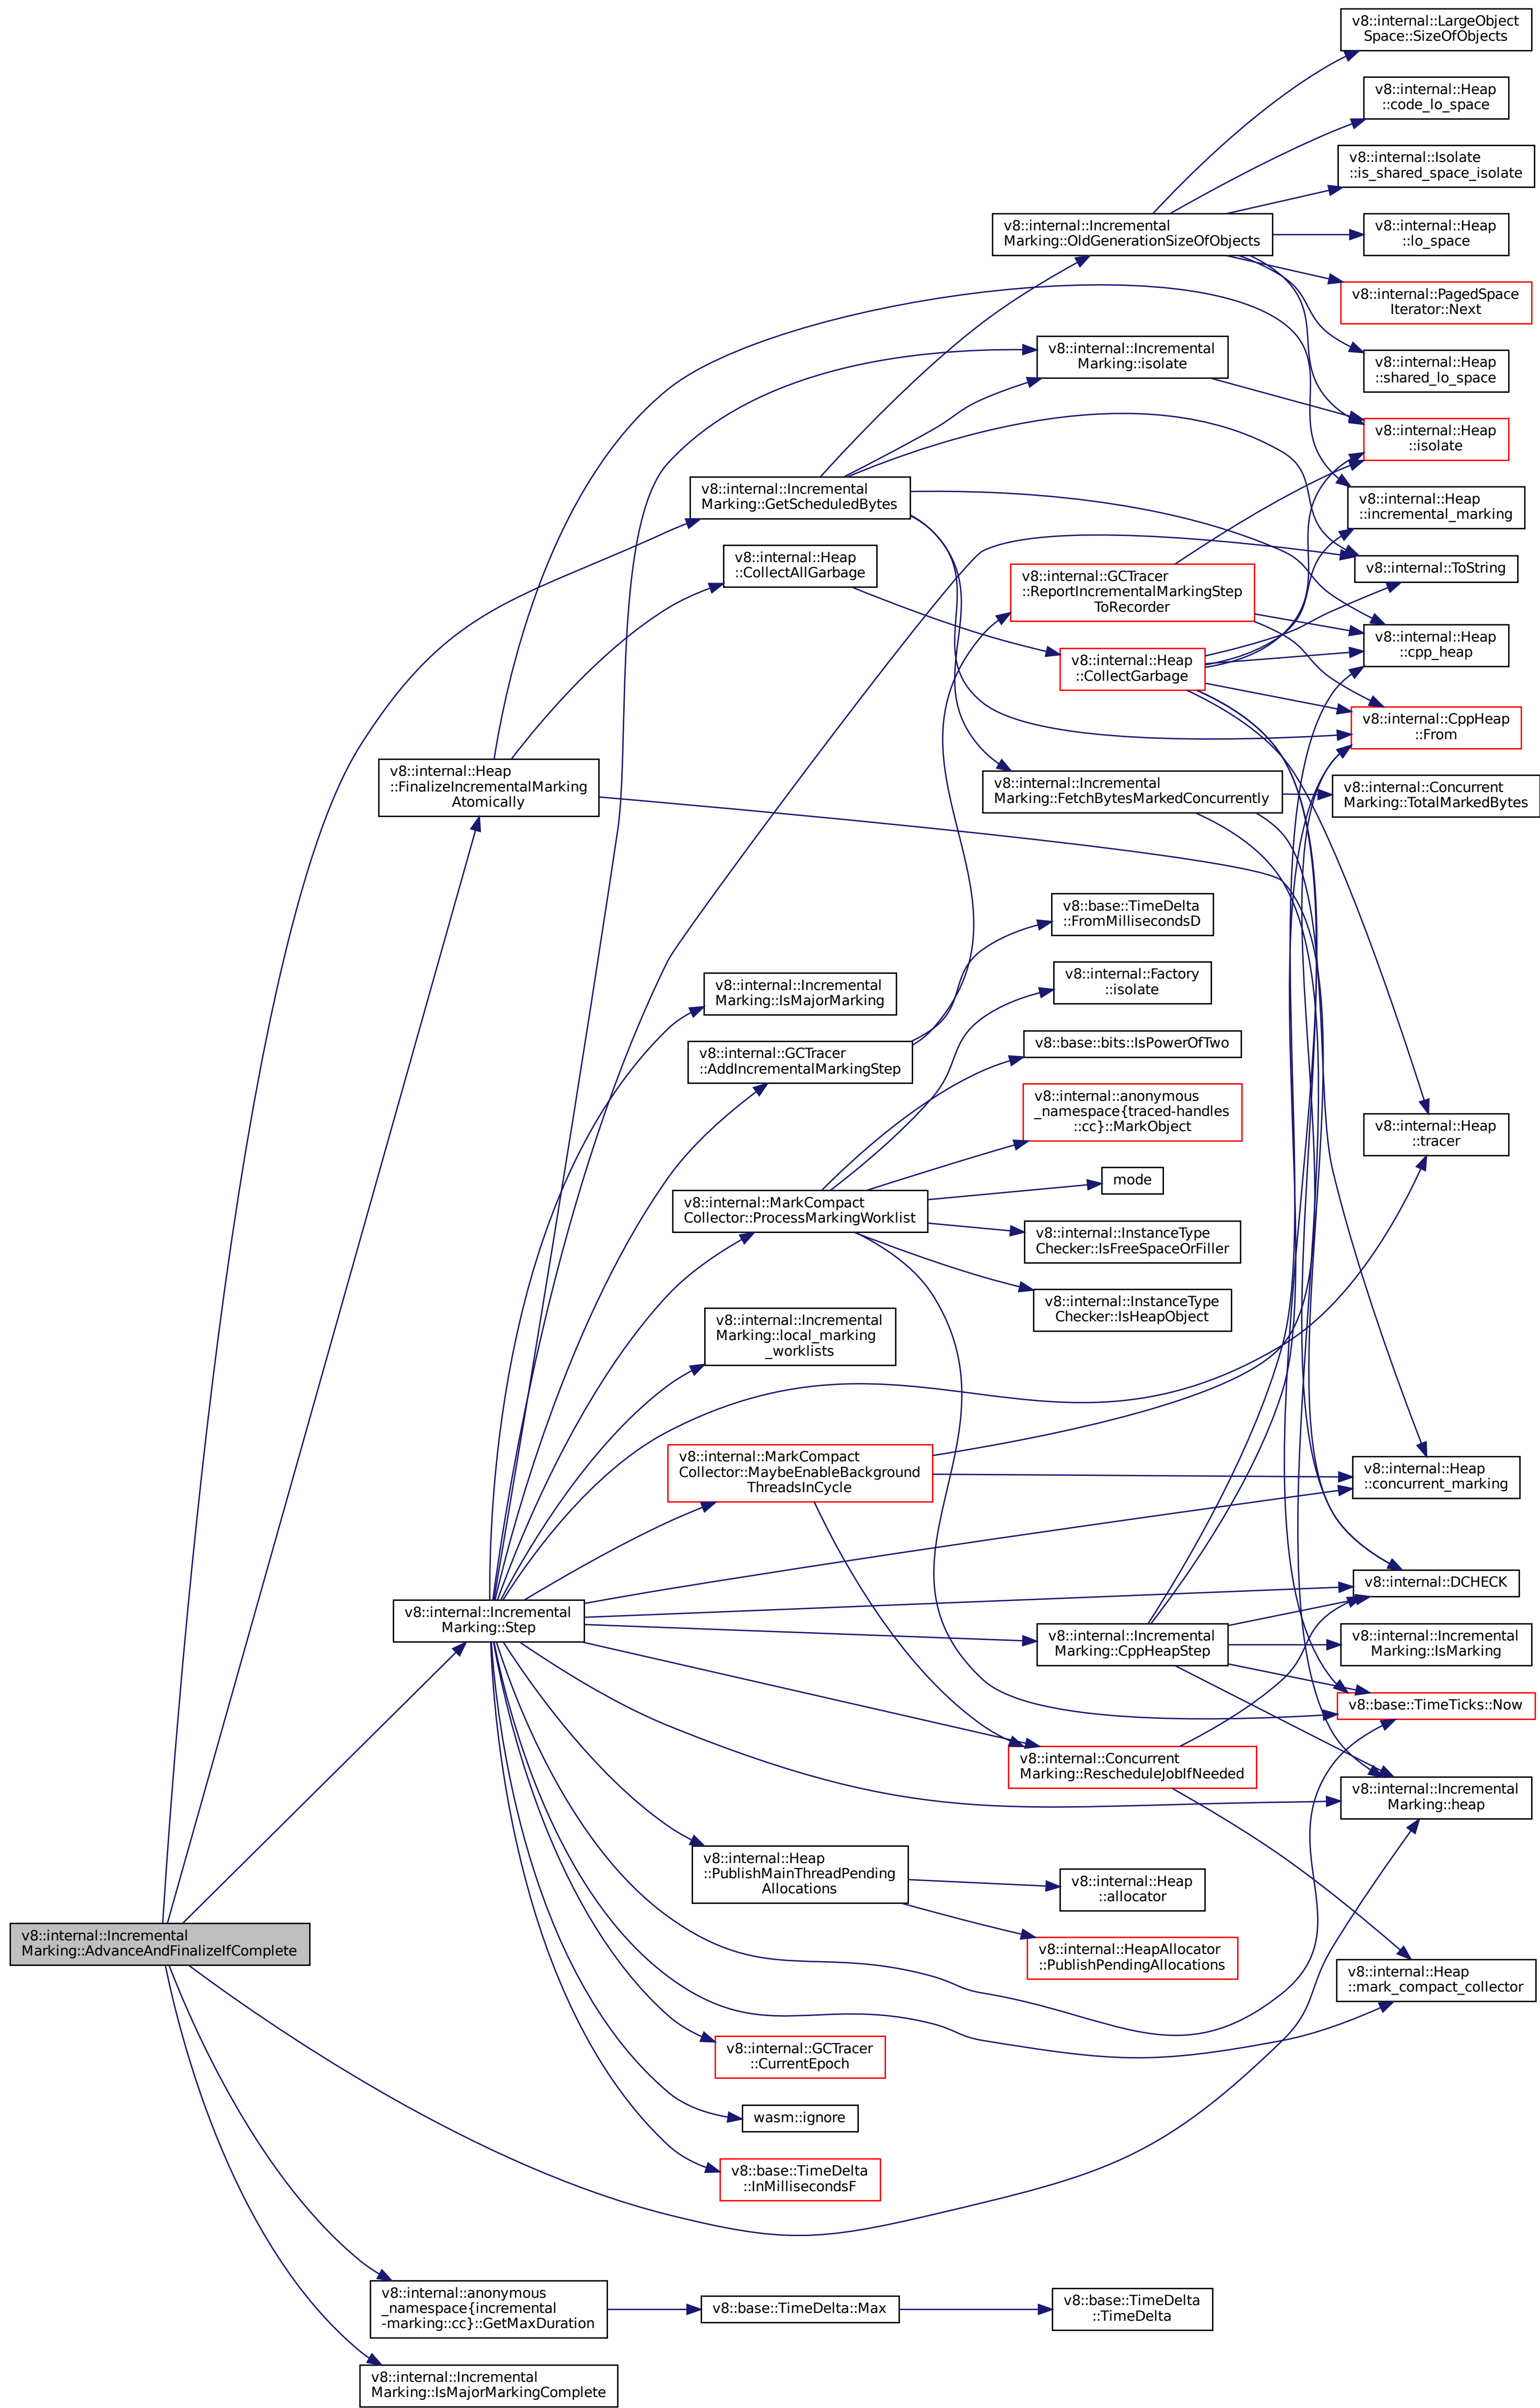 v8::internal::LargeObject
Space::SizeOfObjects
v8::internal::Heap
::code_lo_space
v8::internal::Isolate
::is_shared_space_isolate
v8::internal::Incremental
Marking::OldGenerationSizeOfObjects
v8::internal::Heap
::lo_space
v8::internal::PagedSpace
Iterator::Next
v8::internal::Incremental
Marking::isolate
v8::internal::Heap
::shared_lo_space
v8::internal::Heap
::isolate
v8::internal::Incremental
Marking::GetScheduledBytes
v8::internal::Heap
::incremental_marking
v8::internal::Heap
::CollectAllGarbage
v8::internal::GCTracer
::ReportIncrementalMarkingStep
ToRecorder
v8::internal::ToString
v8::internal::Heap
::CollectGarbage
v8::internal::Heap
::cpp_heap
v8::internal::CppHeap
::From
v8::internal::Heap
::FinalizeIncrementalMarking
Atomically
v8::internal::Incremental
Marking::FetchBytesMarkedConcurrently
v8::internal::Concurrent
Marking::TotalMarkedBytes
v8::base::TimeDelta
::FromMillisecondsD
v8::internal::Incremental
Marking::IsMajorMarking
v8::internal::Factory
::isolate
v8::internal::GCTracer
::AddIncrementalMarkingStep
v8::base::bits::IsPowerOfTwo
v8::internal::anonymous
_namespace{traced-handles
::cc}::MarkObject
v8::internal::Heap
::tracer
mode
v8::internal::MarkCompact
Collector::ProcessMarkingWorklist
v8::internal::InstanceType
Checker::IsFreeSpaceOrFiller
v8::internal::InstanceType
Checker::IsHeapObject
v8::internal::Incremental
Marking::local_marking
_worklists
v8::internal::MarkCompact
Collector::MaybeEnableBackground
ThreadsInCycle
v8::internal::Heap
::concurrent_marking
v8::internal::DCHECK
v8::internal::Incremental
Marking::Step
v8::internal::Incremental
Marking::CppHeapStep
v8::internal::Incremental
Marking::IsMarking
v8::base::TimeTicks::Now
v8::internal::Concurrent
Marking::RescheduleJobIfNeeded
v8::internal::Incremental
Marking::heap
v8::internal::Heap
::PublishMainThreadPending
Allocations
v8::internal::Heap
::allocator
v8::internal::Incremental
Marking::AdvanceAndFinalizeIfComplete
v8::internal::HeapAllocator
::PublishPendingAllocations
v8::internal::Heap
::mark_compact_collector
v8::internal::GCTracer
::CurrentEpoch
wasm::ignore
v8::base::TimeDelta
::InMillisecondsF
v8::internal::anonymous
_namespace{incremental
-marking::cc}::GetMaxDuration
v8::base::TimeDelta::Max
v8::base::TimeDelta
::TimeDelta
v8::internal::Incremental
Marking::IsMajorMarkingComplete